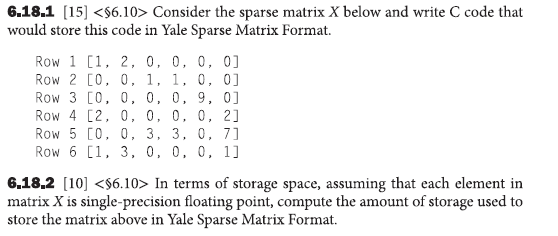 6.18.1 [15] <§6.10> Consider the sparse matrix X below and write C code that
would store this code in Yale Sparse Matrix Format.
Row 1 [1, 2, 0, 0, 0, 0]
Row 2 [0, 0, 1, 1, 0, 0]
Row 3 [0, 0, 0, 0, 9, 0]
Row 4 [2, 0, 0, 0, 0, 2]
Row 5 [0, 0, 3, 3, 0, 7]
Row 6 [1, 3, 0, 0, 0, 1]
6.18.2 [10] <§6.10> In terms of storage space, assuming that each element in
matrix X is single-precision floating point, compute the amount of storage used to
store the matrix above in Yale Sparse Matrix Format.